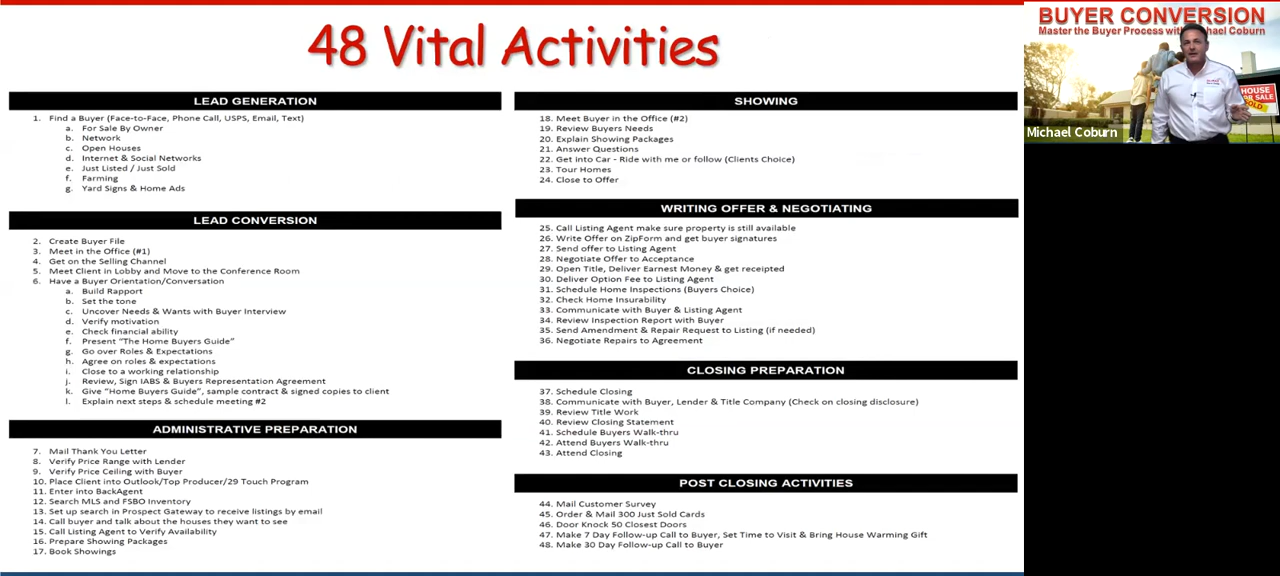 48 Vital Activities
LEAD GENERATION
1. Find a Buyer (Face-to-Face, Phone Call, USPS, Email, Text)
a. For Sale By Owner
b. Network
c. Open Houses
d. Internet & Social Networks
e. Just Listed / Just Sold
f. Farming
g. Yard Signs & Home Ads
LEAD CONVERSION
2. Create Buyer File
3. Meet in the Office (#1)
4. Get on the Selling Channel
5. Meet Client in Lobby and Move to the Conference Room
6. Have a Buyer Orientation/Conversation
a. Build Rapport
b. Set the tone
c. Uncover Needs & Wants with Buyer Interview
d. Verify motivation
e. Check financial ability
f. Present “The Home Buyers Guide”
g. Go over Roles & Expectations
h. Agree on roles & expectations
i. Close to a working relationship
j. Review, Sign IABS & Buyers Representation Agreement
k. Give “Home Buyers Guide”, sample contract & signed copies to client
l. Explain next steps & schedule meeting #2
ADMINISTRATIVE PREPARATION
7. Mail Thank You Letter
8. Verify Price Range with Lender
9. Verify Price Ceiling with Buyer
10. Place Client into Outlook/Top Producer/29 Touch Program
11. Enter into BackAgent
12. Search MLS and FSBO Inventory
13. Set up search in Prospect Gateway to receive listings by email
14. Call buyer and talk about the houses they want to see
15. Call Listing Agent to Verify Availability
16. Prepare Showing Packages
17. Book Showings
SHOWING
18. Meet Buyer in the Office (#2)
19. Review Buyers Needs
20. Explain Showing Packages
21. Answer Questions
22. Get into Car - Ride with me or follow (Clients Choice)
23. Tour Homes
24. Close to Offer
WRITING OFFER & NEGOTIATING
25. Call Listing Agent make sure property is still available
26. Write Offer on ZipForm and get buyer signatures
27. Send offer to Listing Agent
28. Negotiate Offer to Acceptance
29. Open Title, Deliver Earnest Money & get receipted
30. Deliver Option Fee to Listing Agent
31. Schedule Home Inspections (Buyers Choice)
32. Check Home Insurability
33. Communicate with Buyer & Listing Agent
34. Review Inspection Report with Buyer
35. Send Amendment & Repair Request to Listing (if needed)
36. Negotiate Repairs to Agreement
CLOSING PREPARATION
37. Schedule Closing
38. Communicate with Buyer, Lender & Title Company (Check on closing disclosure)
39. Review Title Work
40. Review Closing Statement
41. Schedule Buyers Walk-thru
42. Attend Buyers Walk-thru
43. Attend Closing
POST CLOSING ACTIVITIES
44. Mail Customer Survey
45. Order & Mail 300 Just Sold Cards
46. Door Knock 50 Closest Doors
47. Make 7 Day Follow-up Call to Buyer, Set Time to Visit & Bring House Warming Gift
48. Make 30 Day Follow-up Call to Buyer
BUYER CONVERSION
Master the Buyer Process with Coburn
HOUSE
SALE
SOLD
Michael Coburn